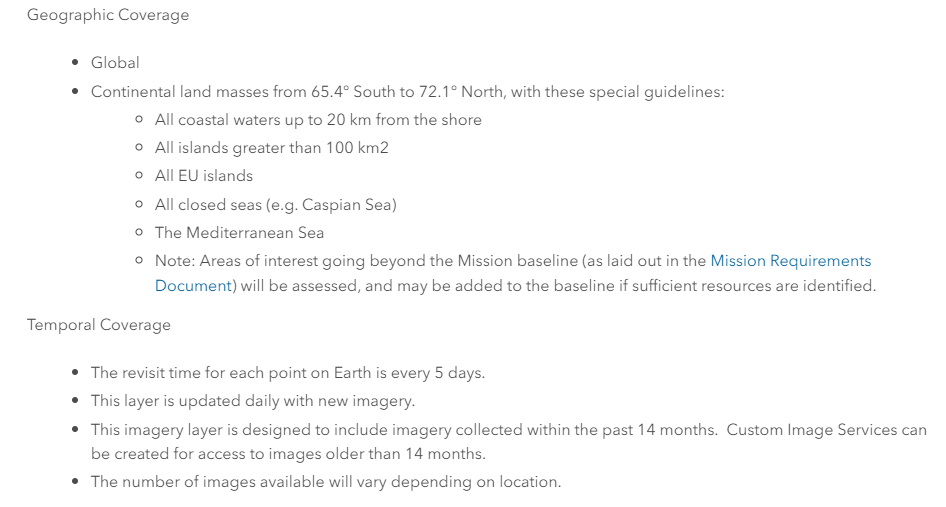 Geographic Coverage
Global
Continental land masses from 65.4° South to 72.1° North, with these special guidelines:
All coastal waters up to 20 km from the shore
All islands greater than 100 km2
All EU islands
All closed seas (e.g. Caspian Sea)
The Mediterranean Sea
Note: Areas of interest going beyond the Mission baseline (as laid out in the Mission Requirements
Document) will be assessed, and may be added to the baseline if sufficient resources are identified.
Temporal Coverage
The revisit time for each point on Earth is every 5 days.
This layer is updated daily with new imagery.
This imagery layer is designed to include imagery collected within the past 14 months.  Custom Image Services can
be created for access to images older than 14 months.
The number of images available will vary depending on location.